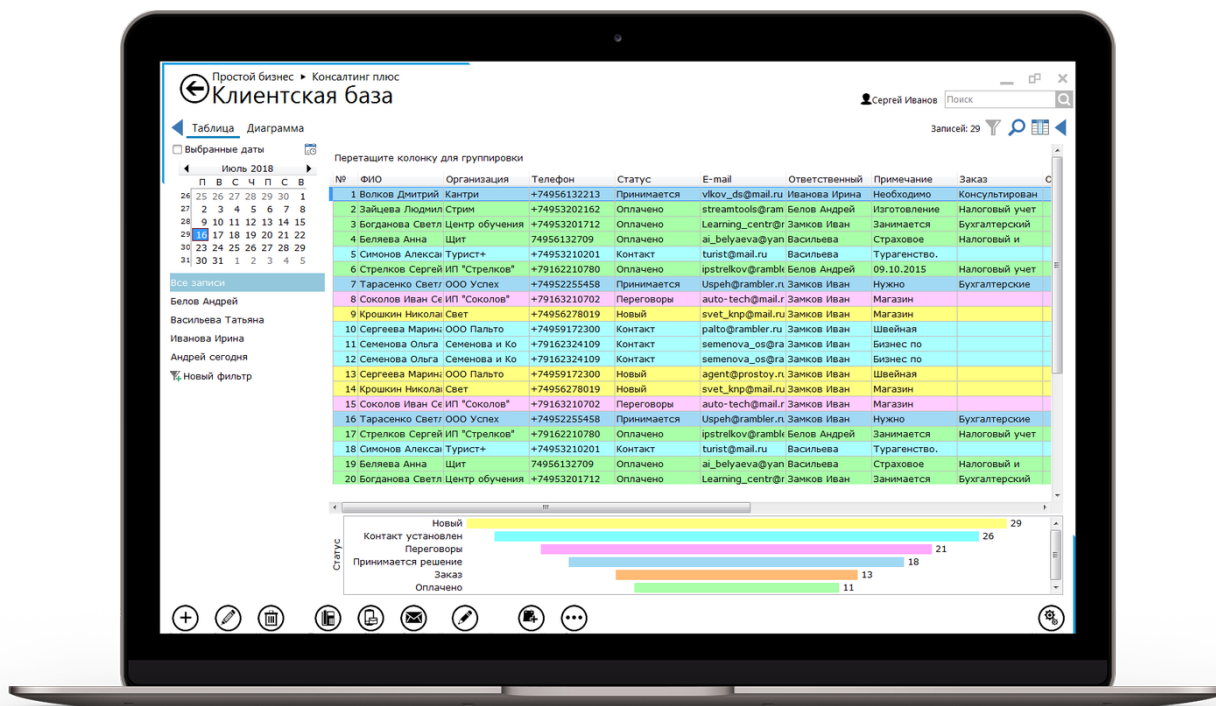 Простой бизнес ▸ Консалтинг плюс
Клиентская база
Сергей Иванов Поиск
Таблица Диаграмма
Записей: 29
Выбранные даты
Июль 2018
П В С Ч П С В
26 25 26 27 28 29 30 1
27 2 3 4 5 6 7 8
28 9 10 11 12 13 14 15
29 16 17 18 19 20 21 22
30 23 24 25 26 27 28 29
31 30 31 1 2 3 4 5
Все записи
Белов Андрей
Васильева Татьяна
Иванова Ирина
Андрей сегодня
Новый фильтр
Перетащите колонку для группировки
№ ФИО Организация Телефон Статус E-mail Ответственный Примечание Заказ О
1 Волков Дмитрий Кантри +74956132213 Принимается vlkov_ds@mail.ru Иванова Ирина Необходимо Консультирован
2 Зайцева Людмил Стрим +74953202162 Оплачено streamtools@ram Белов Андрей Изготовление Налоговый учет
3 Богданова Светл Центр обучения +74953201712 Оплачено Learning_centr@r Замков Иван Занимается Бухгалтерский
4 Беляева Анна Щит 74956132709 Оплачено ai_belyaeva@yan Васильева Страховое Налоговый и
5 Симонов Алексан Турист+ +74953210201 Контакт turist@mail.ru Васильева Турагенство.
6 Стрелков Сергей ИП "Стрелков" +79162210780 Оплачено ipstrelkov@ramble Белов Андрей 09.10.2015 Налоговый учет
7 Тарасенко Светл ООО Успех +74952255458 Принимается Uspeh@rambler.ru Замков Иван Нужно Бухгалтерские
8 Соколов Иван Се ИП "Соколов" +79163210702 Переговоры auto-tech@mail.r Замков Иван Магазин
9 Крошкин Николай Свет +74956278019 Новый svet_knp@mail.ru Замков Иван Магазин
10 Сергеева Марина ООО Пальто +74959172300 Контакт palto@rambler.ru Замков Иван Швейная
11 Семенова Ольга Семенова и Ко +79162324109 Контакт semenova_os@ra Замков Иван Бизнес по
12 Семенова Ольга Семенова и Ко +79162324109 Контакт semenova_os@ra Замков Иван Бизнес по
13 Сергеева Марина ООО Пальто +74959172300 Новый agent@prostoy.ru Замков Иван Швейная
14 Крошкин Николай Свет +74956278019 Новый svet_knp@mail.ru Замков Иван Магазин
15 Соколов Иван Се ИП "Соколов" +79163210702 Переговоры auto-tech@mail.r Замков Иван Магазин
16 Тарасенко Светл ООО Успех +74952255458 Принимается Uspeh@rambler.ru Замков Иван Нужно Бухгалтерские
17 Стрелков Сергей ИП "Стрелков" +79162210780 Оплачено ipstrelkov@ramble Белов Андрей Занимается Налоговый учет
18 Симонов Алексан Турист+ +74953210201 Контакт turist@mail.ru Васильева Турагенство.
19 Беляева Анна Щит 74956132709 Оплачено ai_belyaeva@yan Васильева Страховое Налоговый и
20 Богданова Светл Центр обучения +74953201712 Оплачено Learning_centr@r Замков Иван Занимается Бухгалтерский
Статус
Новый 29
Контакт установлен 26
Переговоры 21
Принимается решение 18
Заказ 13
Оплачено 11